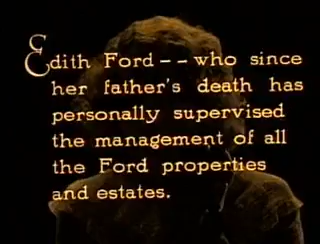 Edith Ford -- who since
her father's death has
personally supervised
the management of all
the Ford properties
and estates.